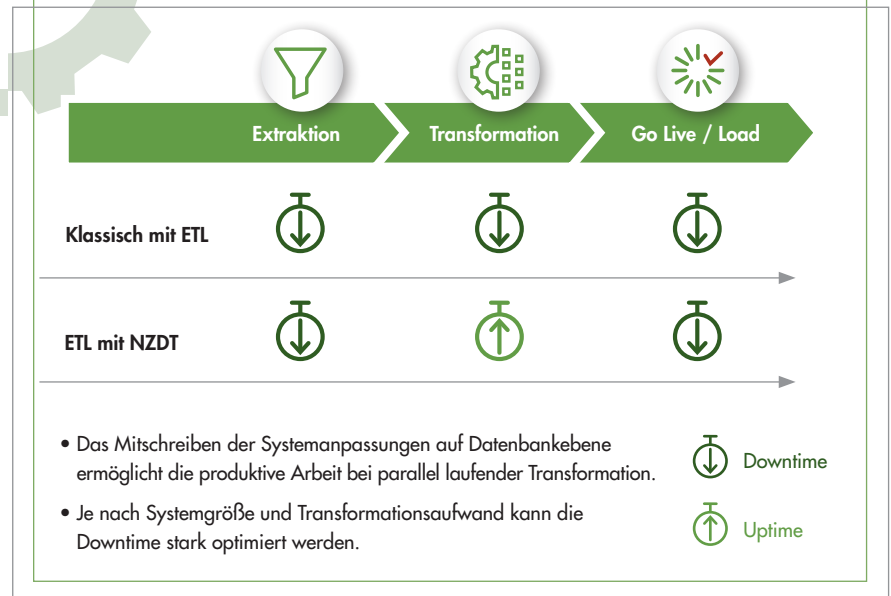 Extraktion
Transformation
Go Live / Load
Klassisch mit ETL
ETL mit NZDT
• Das Mitschreiben der Systemanpassungen auf Datenbankebene
ermöglicht die produktive Arbeit bei parallel laufender Transformation.
• Je nach Systemgröße und Transformationsaufwand kann die
Downtime stark optimiert werden.
Downtime
Uptime